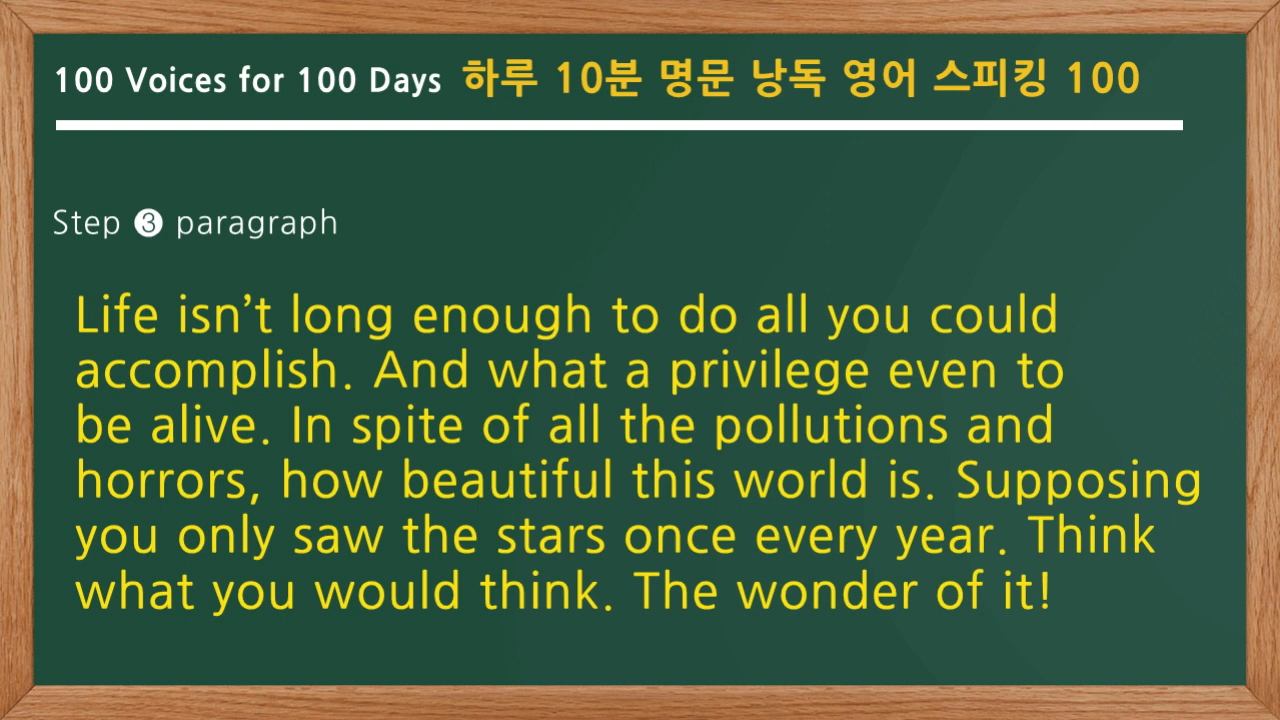 100 Voices for 100 Days 하루 10분 명문 낭독 영어 스피킹 100
Step ❸ paragraph
Life isn’t long enough to do all you could
accomplish. And what a privilege even to
be alive. In spite of all the pollutions and
horrors, how beautiful this world is. Supposing
you only saw the stars once every year. Think
what you would think. The wonder of it!